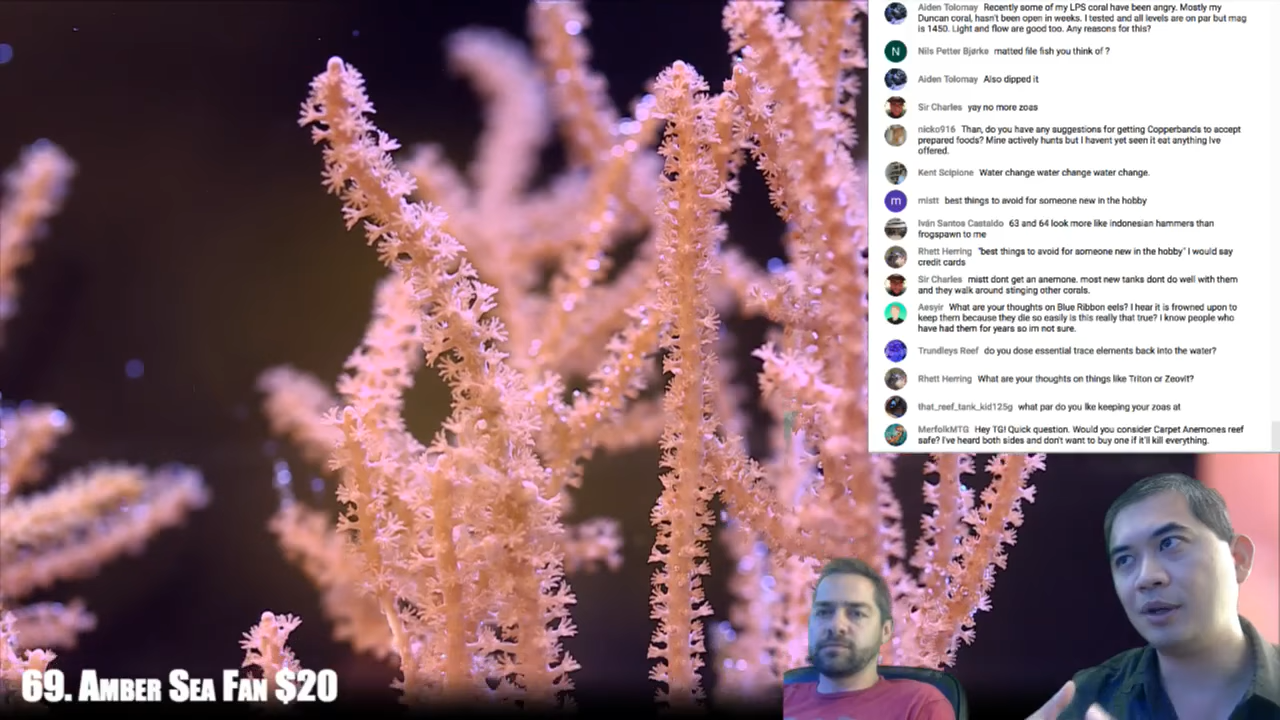 Aiden Tolomay Recently some of my LPS coral have been angry. Mostly my
Duncan coral, hasn't been open in weeks. I tested and all levels are on par but mag
is 1450. Light and flow are good too. Any reasons for this?
N Nils Petter Bjørke matted file fish you think of ?
Aiden Tolomay Also dipped it
Sir Charles yay no more zoas
nicko916 Than, do you have any suggestions for getting Copperbands to accept
prepared foods? Mine actively hunts but I havent yet seen it eat anything Ive
offered.
Kent Scipione Water change water change water change.
m mistt best things to avoid for someone new in the hobby
Iván Santos Castaldo 63 and 64 look more like indonesian hammers than
frogspawn to me
Rhett Herring "best things to avoid for someone new in the hobby" I would say
credit cards
Sir Charles mistt dont get an anemone. most new tanks dont do well with them
and they walk around stinging other corals.
Aesyir What are your thoughts on Blue Ribbon eels? I hear it is frowned upon to
keep them because they die so easily is this really that true? I know people who
have had them for years so im not sure.
Trundleys Reef do you dose essential trace elements back into the water?
Rhett Herring What are your thoughts on things like Triton or Zeovit?
that_reef_tank_kid125g what par do you lke keeping your zoas at
MerfolkMTG Hey TG! Quick question. Would you consider Carpet Anemones reef
safe? I've heard both sides and don't want to buy one if it'll kill everything.
69. Amber Sea Fan $20